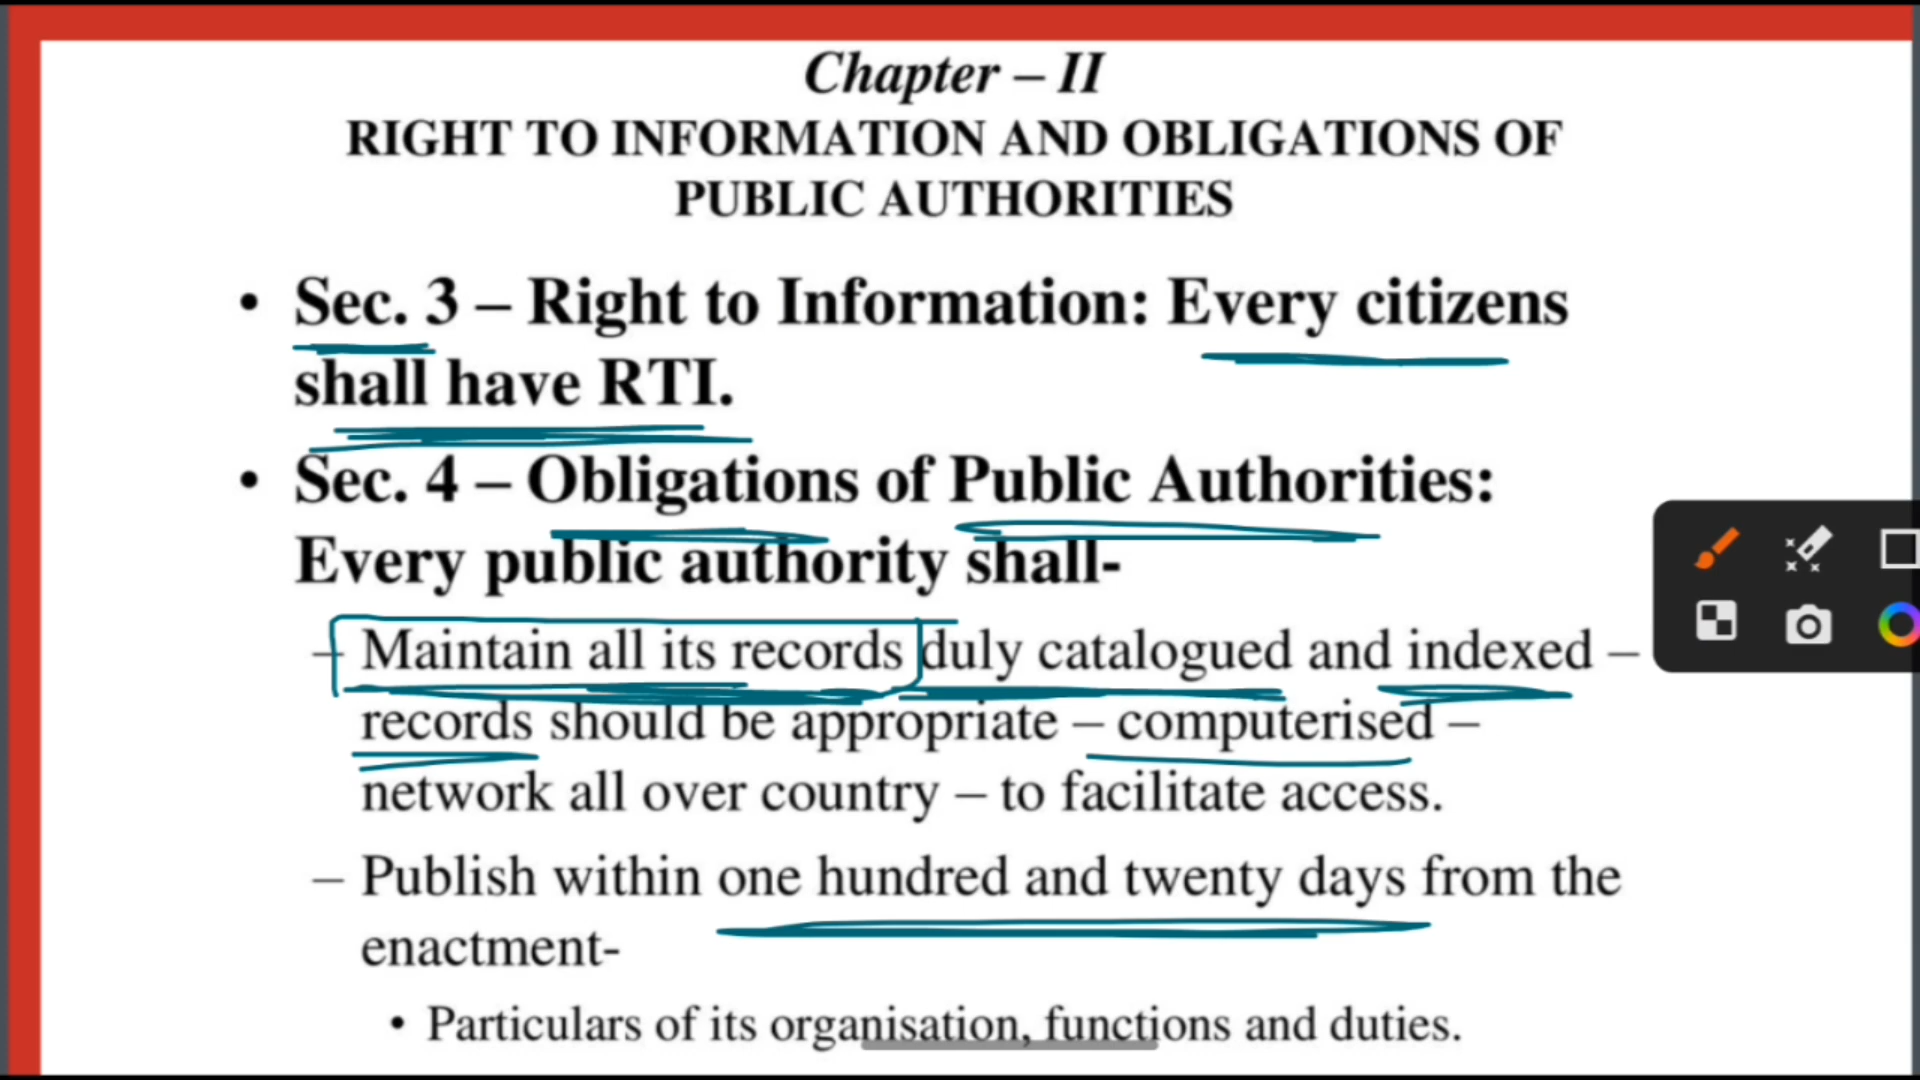 Chapter – II
RIGHT TO INFORMATION AND OBLIGATIONS OF
PUBLIC AUTHORITIES
• Sec. 3 – Right to Information: Every citizens
shall have RTI.
• Sec. 4 – Obligations of Public Authorities:
Every public authority shall-
– Maintain all its records duly catalogued and indexed –
records should be appropriate – computerised –
network all over country – to facilitate access.
– Publish within one hundred and twenty days from the
enactment-
• Particulars of its organisation, functions and duties.